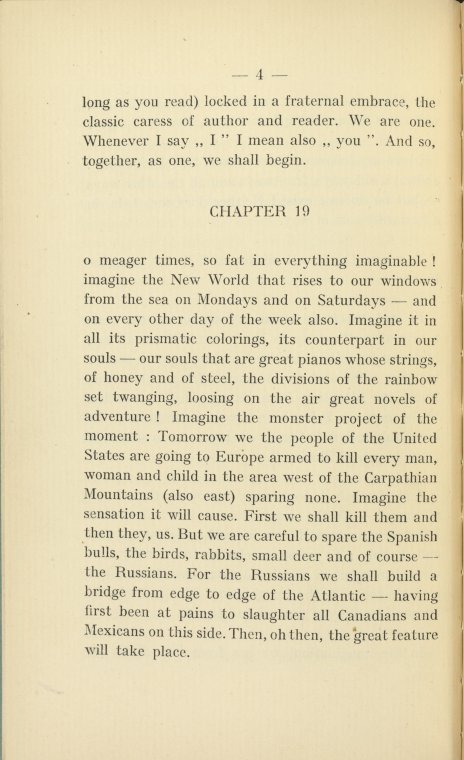 — 4 —
long as you read) locked in a fraternal embrace, the
classic caress of author and reader. We are one.
Whenever I say „ I ” I mean also „ you ”. And so,
together, as one, we shall begin.
CHAPTER 19
o meager times, so fat in everything imaginable !
imagine the New World that rises to our windows
from the sea on Mondays and on Saturdays — and
on every other day of the week also. Imagine it in
all its prismatic colorings, its counterpart in our
souls — our souls that are great pianos whose strings,
of honey and of steel, the divisions of the rainbow
set twanging, loosing on the air great novels of
adventure ! Imagine the monster project of the
moment : Tomorrow we the people of the United
States are going to Europe armed to kill every man,
woman and child in the area west of the Carpathian
Mountains (also east) sparing none. Imagine the
sensation it will cause. First we shall kill them and
then they, us. But we are careful to spare the Spanish
bulls, the birds, rabbits, small deer and of course —
the Russians. For the Russians we shall build a
bridge from edge to edge of the Atlantic — having
first been at pains to slaughter all Canadians and
Mexicans on this side. Then, oh then, the great feature
will take place.